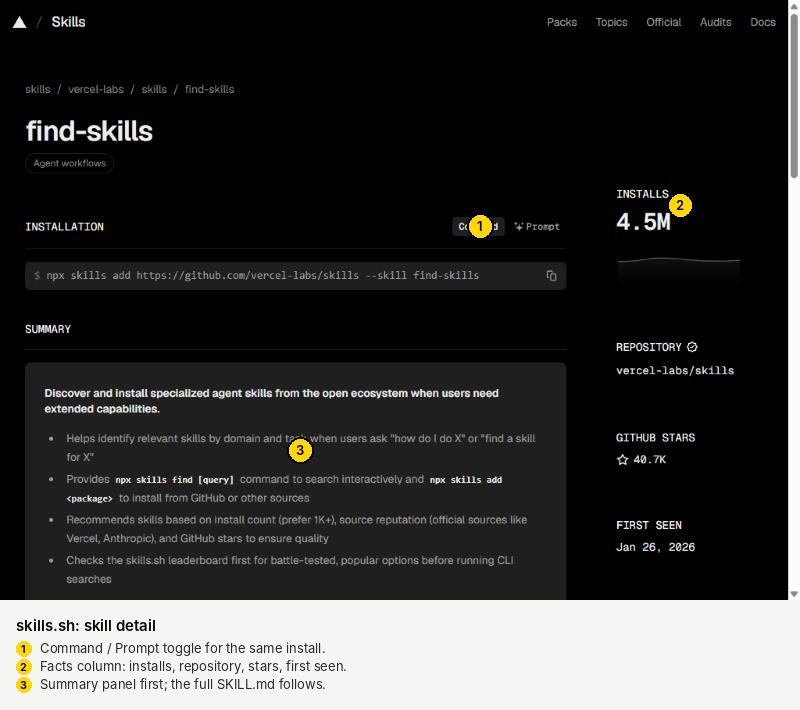 / Skills
Packs Topics Official Audits Docs
skills / vercel-labs / skills / find-skills
find-skills
Agent workflows
INSTALLATION
1
Prompt
$ npx skills add https://github.com/vercel-labs/skills --skill find-skills
SUMMARY
Discover and install specialized agent skills from the open ecosystem when users need
extended capabilities.
• Helps identify relevant skills by domain and task when users ask "how do I do X" or "find a skill
for X"
3
• Provides npx skills find [query] command to search interactively and npx skills add
<package> to install from GitHub or other sources
• Recommends skills based on install count (prefer 1K+), source reputation (official sources like
Vercel, Anthropic), and GitHub stars to ensure quality
• Checks the skills.sh leaderboard first for battle-tested, popular options before running CLI
searches
INSTALLS
2
4.5M
REPOSITORY
vercel-labs/skills
GITHUB STARS
40.7K
FIRST SEEN
Jan 26, 2026
skills.sh: skill detail
1 Command / Prompt toggle for the same install.
2 Facts column: installs, repository, stars, first seen.
3 Summary panel first; the full SKILL.md follows.